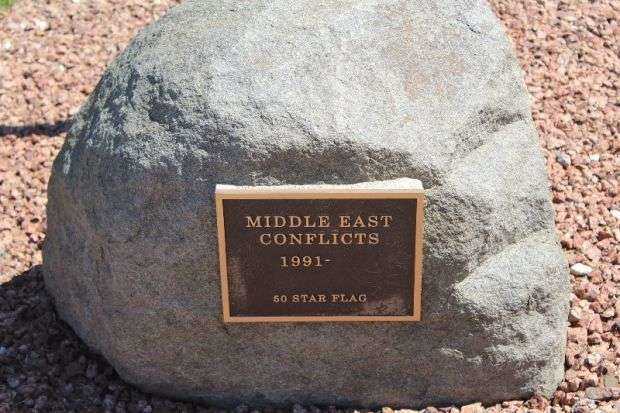 MIDDLE EAST
CONFLICTS
1991-
50 STAR FLAG